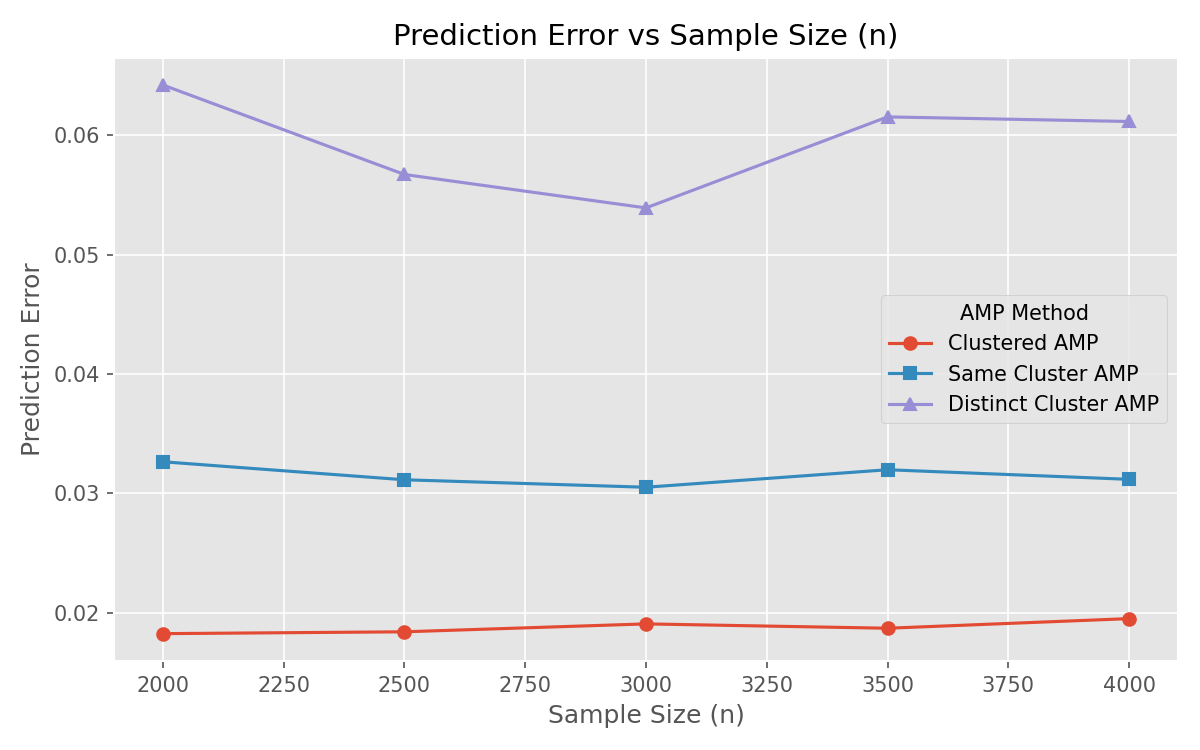 Prediction Error vs Sample Size (n)
Prediction Error
0.06
0.05
0.04
0.03
0.02
AMP Method
Clustered AMP
Same Cluster AMP
Distinct Cluster AMP
2000 2250 2500 2750 3000 3250 3500 3750 4000
Sample Size (n)